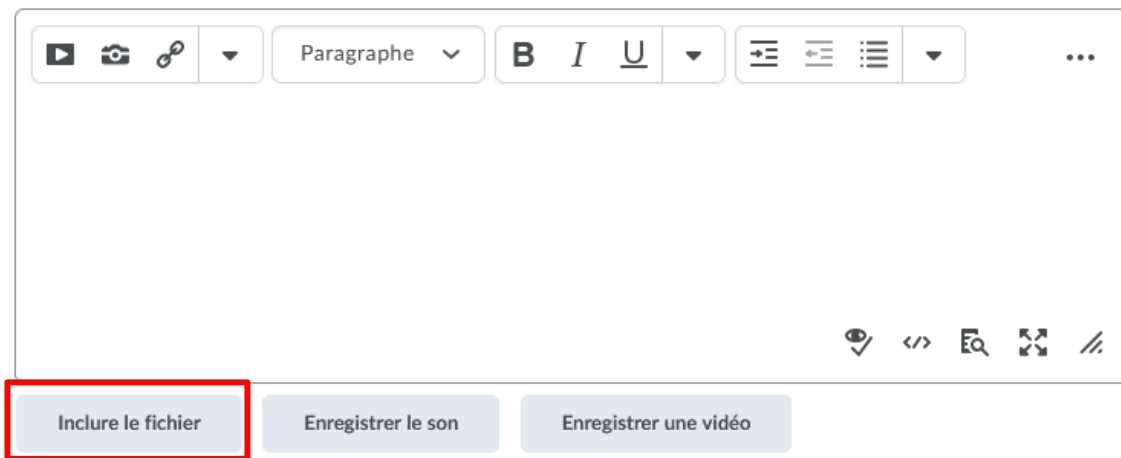 Paragraphe B I U
Inclure le fichier Enregistrer le son Enregistrer une vidéo